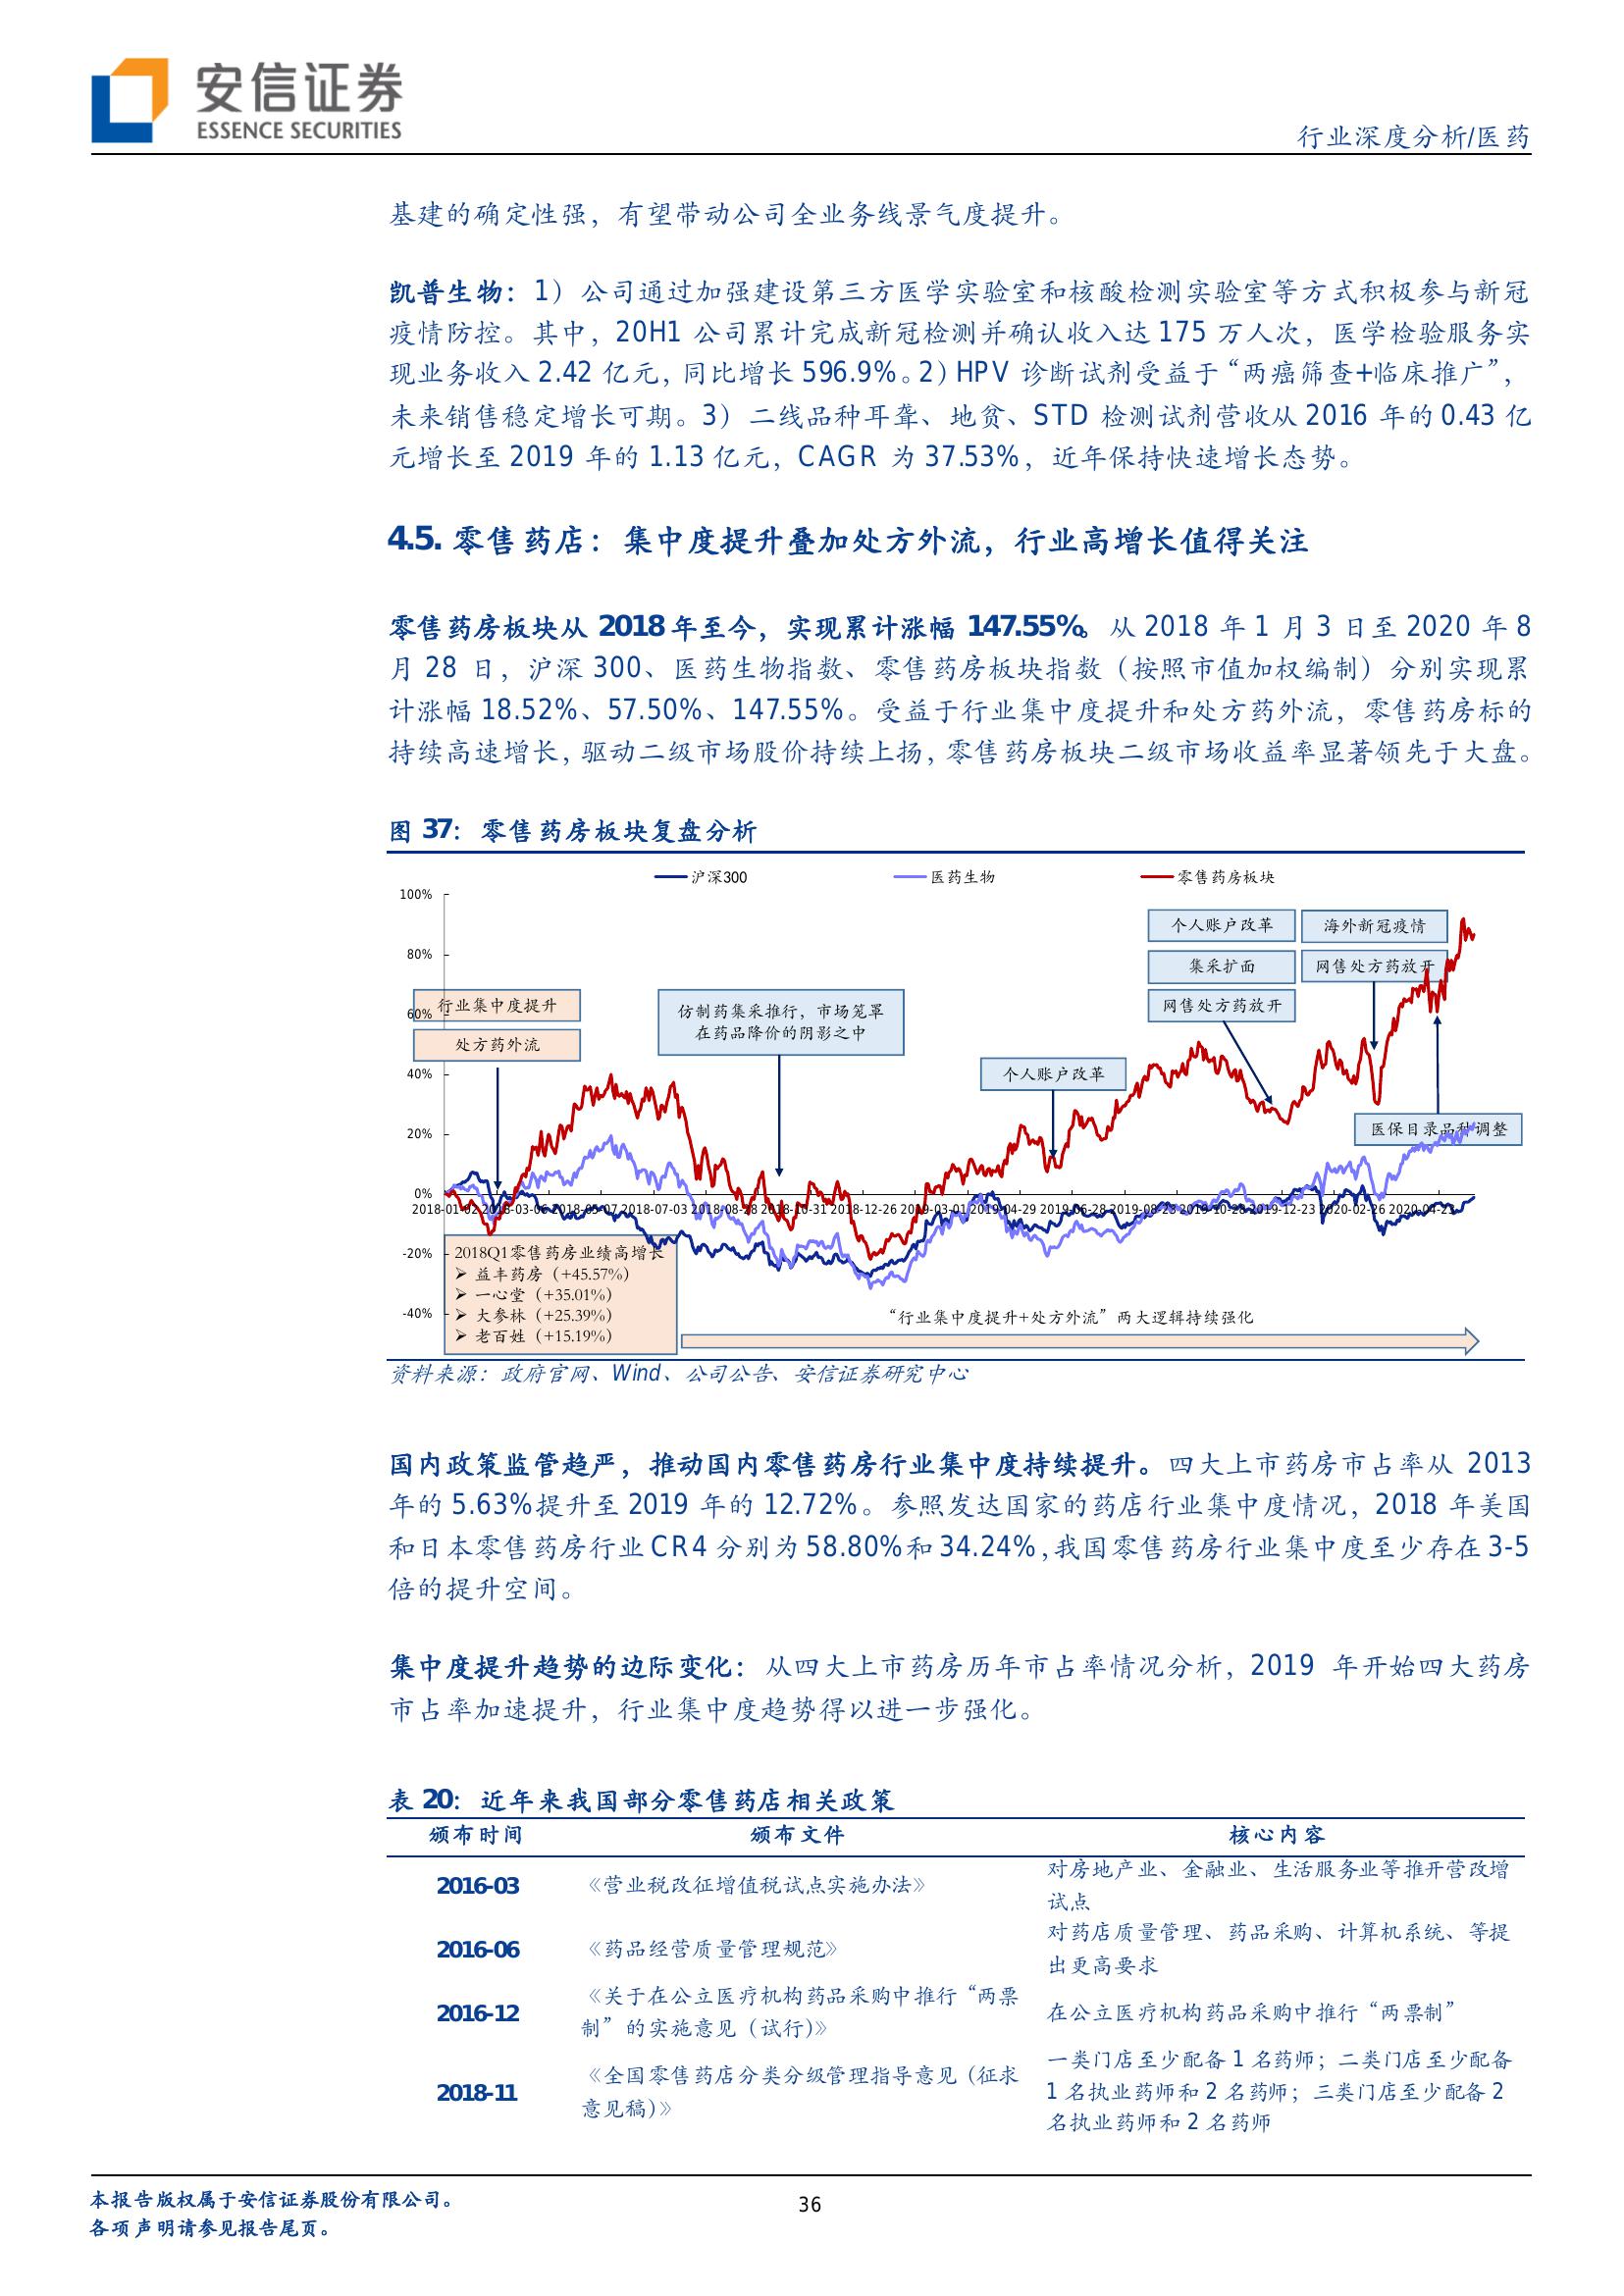 安信证券
ESSENCE SECURITIES
行业深度分析/医药
基建的确定性强，有望带动公司全业务线景气度提升。
凯普生物：1）公司通过加强建设第三方医学实验室和核酸检测实验室等方式积极参与新冠
疫情防控。其中，20H1 公司累计完成新冠检测并确认收入达 175 万人次，医学检验服务实
现业务收入 2.42 亿元，同比增长 596.9%。2）HPV 诊断试剂受益于“两癌筛查+临床推广”，
未来销售稳定增长可期。3）二线品种耳聋、地贫、STD 检测试剂营收从 2016 年的 0.43 亿
元增长至 2019 年的 1.13 亿元，CAGR 为 37.53%，近年保持快速增长态势。
4.5. 零售药店：集中度提升叠加处方外流，行业高增长值得关注
零售药房板块从 2018 年至今，实现累计涨幅 147.55%。从 2018 年 1 月 3 日至 2020 年 8
月 28 日，沪深 300、医药生物指数、零售药房板块指数（按照市值加权编制）分别实现累
计涨幅 18.52%、57.50%、147.55%。受益于行业集中度提升和处方药外流，零售药房标的
持续高速增长，驱动二级市场股价持续上扬，零售药房板块二级市场收益率显著领先于大盘。
图 37：零售药房板块复盘分析
沪深300 医药生物 零售药房板块
100%
80%
60%
40%
20%
0%
-20%
-40%
个人账户改革
海外新冠疫情
集采扩面
网售处方药放开
网售处方药放开
行业集中度提升
处方药外流
仿制药集采推行，市场笼罩
在药品降价的阴影之中
个人账户改革
医保目录品种调整
2018-01-02 2018-03-06 2018-05-07 2018-07-03 2018-08-28 2018-10-31 2018-12-26 2019-03-01 2019-04-29 2019-06-28 2019-08-23 2019-10-28 2019-12-23 2020-02-26 2020-04-23
2018Q1零售药房业绩高增长
➢ 益丰药房（+45.57%）
➢ 一心堂（+35.01%）
➢ 大参林（+25.39%）
➢ 老百姓（+15.19%）
“行业集中度提升+处方外流”两大逻辑持续强化
资料来源：政府官网、Wind、公司公告、安信证券研究中心
国内政策监管趋严，推动国内零售药房行业集中度持续提升。四大上市药房市占率从 2013
年的 5.63%提升至 2019 年的 12.72%。参照发达国家的药店行业集中度情况，2018 年美国
和日本零售药房行业 CR4 分别为 58.80%和 34.24%，我国零售药房行业集中度至少存在 3-5
倍的提升空间。
集中度提升趋势的边际变化：从四大上市药房历年市占率情况分析，2019 年开始四大药房
市占率加速提升，行业集中度趋势得以进一步强化。
表 20：近年来我国部分零售药店相关政策
颁布时间 颁布文件 核心内容
2016-03 《营业税改征增值税试点实施办法》 对房地产业、金融业、生活服务业等推开营改增
试点
2016-06 《药品经营质量管理规范》 对药店质量管理、药品采购、计算机系统、等提
出更高要求
2016-12 《关于在公立医疗机构药品采购中推行“两票
制”的实施意见（试行）》 在公立医疗机构药品采购中推行“两票制”
2018-11 《全国零售药店分类分级管理指导意见（征求
意见稿）》 一类门店至少配备 1 名药师；二类门店至少配备
1 名执业药师和 2 名药师；三类门店至少配备 2
名执业药师和 2 名药师
本报告版权属于安信证券股份有限公司。
各项声明请参见报告尾页。
36